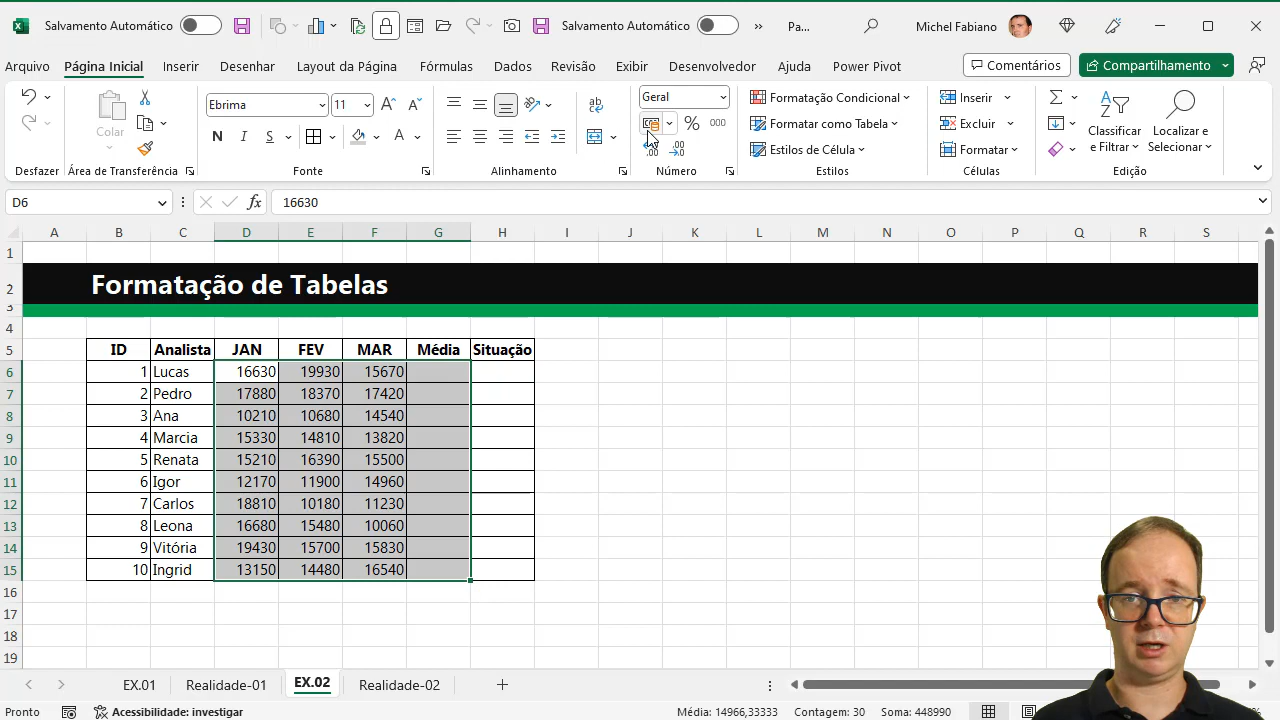 Salvamento Automático
Salvamento Automático
Pa...
Michel Fabiano
Arquivo
Página Inicial
Inserir
Desenhar
Layout da Página
Fórmulas
Dados
Revisão
Exibir
Desenvolvedor
Ajuda
Power Pivot
Comentários
Compartilhamento
Colar
Ebrima
11
N I S
Geral
% 000
Formatação Condicional
Formatar como Tabela
Estilos de Célula
Inserir
Excluir
Formatar
Classificar
e Filtrar
Localizar e
Selecionar
Desfazer
Área de Transferência
Fonte
Alinhamento
Número
Estilos
Células
Edição
D6
fx
16630
A B C D E F G H I J K L M N O P Q R S
1
2 Formatação de Tabelas
3
4
5 ID Analista JAN FEV MAR Média Situação
6 1 Lucas 16630 19930 15670
7 2 Pedro 17880 18370 17420
8 3 Ana 10210 10680 14540
9 4 Marcia 15330 14810 13820
10 5 Renata 15210 16390 15500
11 6 Igor 12170 11900 14960
12 7 Carlos 18810 10180 11230
13 8 Leona 16680 15480 10060
14 9 Vitória 19430 15700 15830
15 10 Ingrid 13150 14480 16540
16
17
18
19
EX.01
Realidade-01
EX.02
Realidade-02
Pronto
Acessibilidade: investigar
Média: 14966,33333
Contagem: 30
Soma: 448990